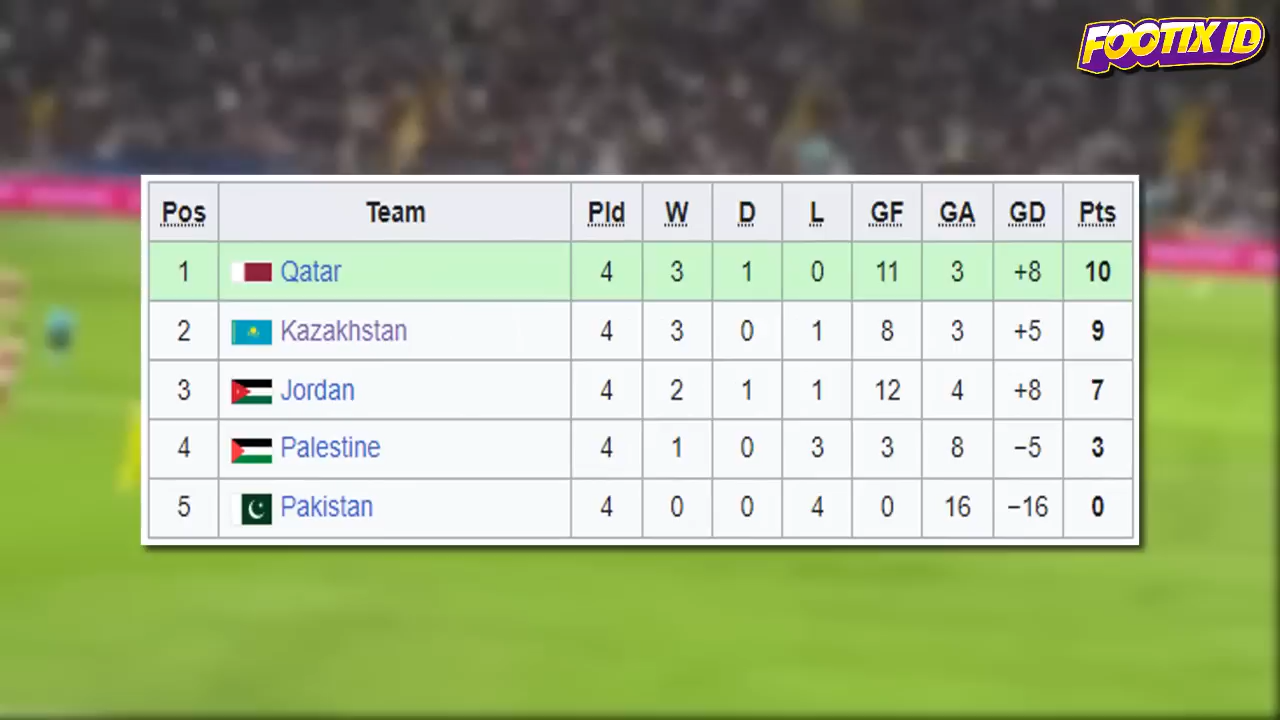 FOOTIX ID
Pos Team Pld W D L GF GA GD Pts
1 Qatar 4 3 1 0 11 3 +8 10
2 Kazakhstan 4 3 0 1 8 3 +5 9
3 Jordan 4 2 1 1 12 4 +8 7
4 Palestine 4 1 0 3 3 8 −5 3
5 Pakistan 4 0 0 4 0 16 −16 0